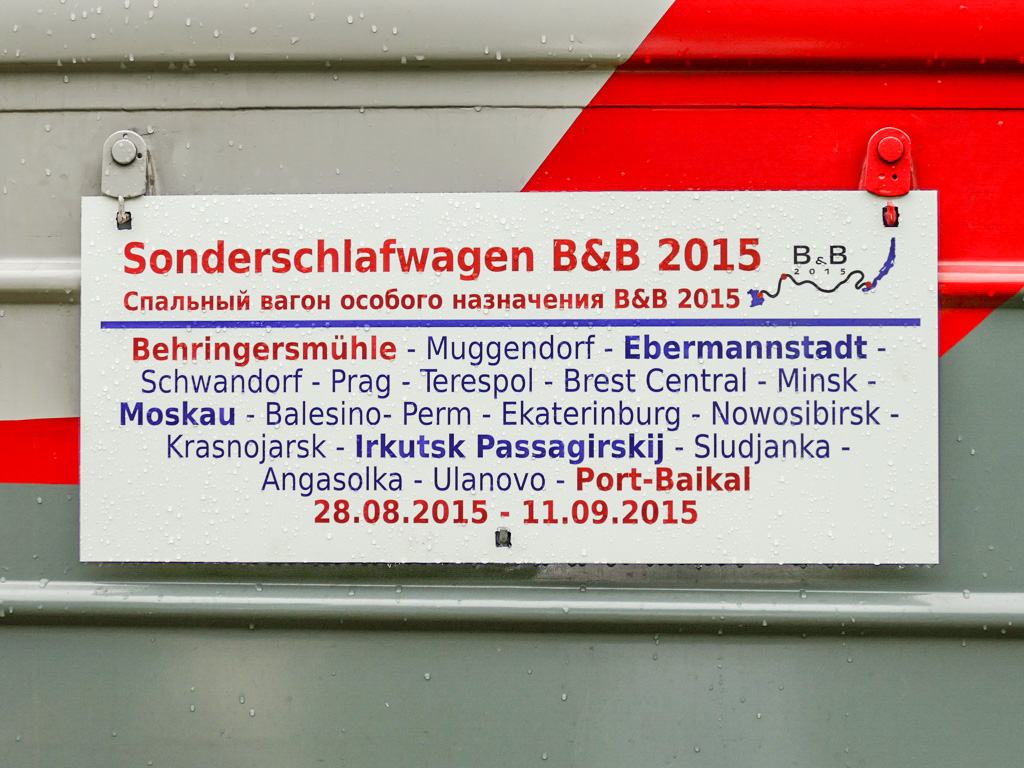 Sonderschlafwagen B&B 2015
Спальный вагон особого назначения B&B 2015
B&B
2015
Behringersmühle - Muggendorf - Ebermannstadt -
Schwandorf - Prag - Terespol - Brest Central - Minsk -
Moskau - Balesino- Perm - Ekaterinburg - Nowosibirsk -
Krasnojarsk - Irkutsk Passagirskij - Sludjanka -
Angasolka - Ulanovo - Port-Baikal
28.08.2015 - 11.09.2015